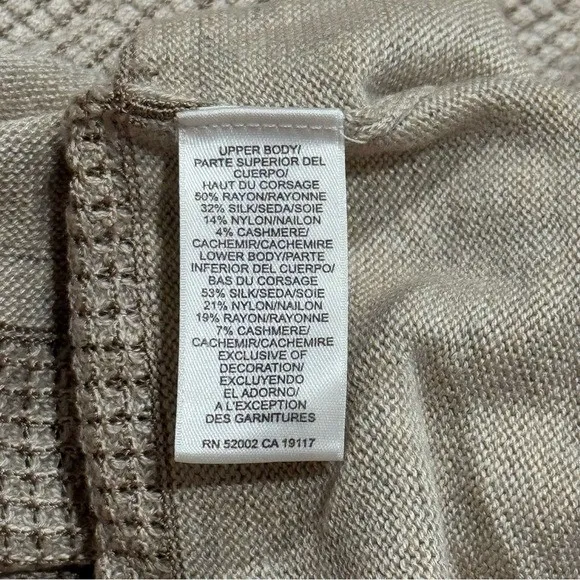 UPPER BODY/
PARTE SUPERIOR DEL
CUERPO/
HAUT DU CORSAGE
50% RAYON/RAYONNE
32% SILK/SEDA/SOIE
14% NYLON/NAILON
4% CASHMERE/
CACHEMIR/CACHEMIRE
LOWER BODY/PARTE
INFERIOR DEL CUERPO/
BAS DU CORSAGE
53% SILK/SEDA/SOIE
21% NYLON/NAILON
19% RAYON/RAYONNE
7% CASHMERE/
CACHEMIR/CACHEMIRE
EXCLUSIVE OF
DECORATION/
EXCLUYENDO
EL ADORNO/
A L'EXCEPTION
DES GARNITURES
RN 52002 CA 19117